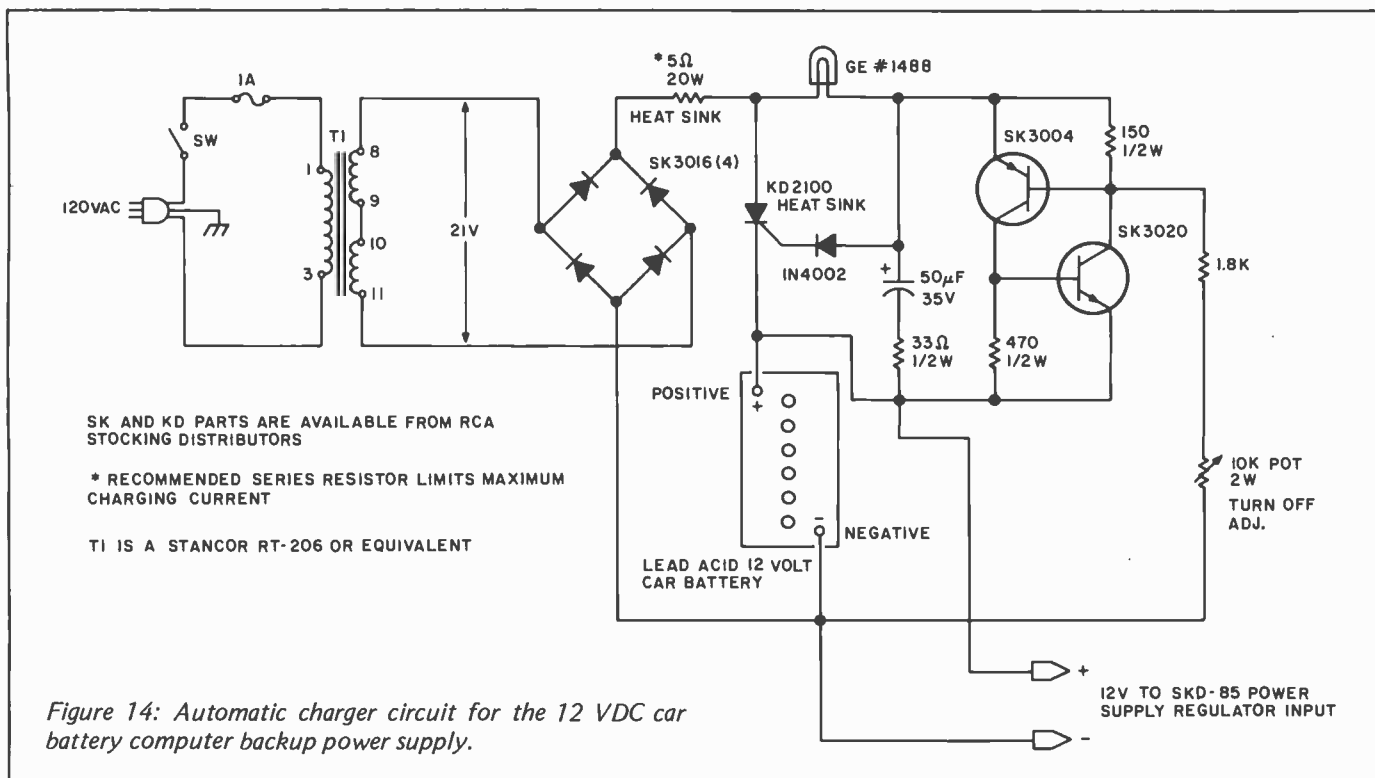 1A
SW
120VAC
T1
1
3
8
9
10
11
21V
* 5Ω
20W
HEAT SINK
SK3016(4)
GE #1488
KD2100
HEAT SINK
1N4002
+
50µF
35V
33Ω
1/2W
SK3004
150
1/2W
SK3020
470
1/2W
1.8K
10K POT
2W
TURN OFF
ADJ.
POSITIVE
+
-
NEGATIVE
LEAD ACID 12 VOLT
CAR BATTERY
SK AND KD PARTS ARE AVAILABLE FROM RCA
STOCKING DISTRIBUTORS
* RECOMMENDED SERIES RESISTOR LIMITS MAXIMUM
CHARGING CURRENT
T1 IS A STANCOR RT-206 OR EQUIVALENT
+
12V TO SKD-85 POWER
SUPPLY REGULATOR INPUT
-
Figure 14: Automatic charger circuit for the 12 VDC car
battery computer backup power supply.